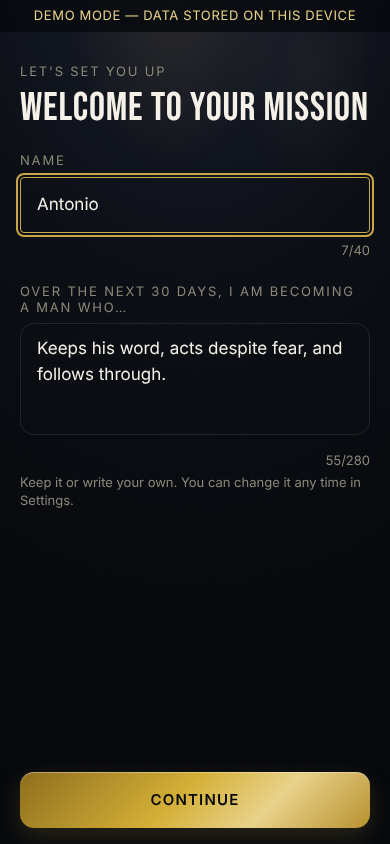 DEMO MODE — DATA STORED ON THIS DEVICE
LET'S SET YOU UP
WELCOME TO YOUR MISSION
NAME
Antonio
7/40
OVER THE NEXT 30 DAYS, I AM BECOMING
A MAN WHO…
Keeps his word, acts despite fear, and
follows through.
55/280
Keep it or write your own. You can change it any time in
Settings.
CONTINUE